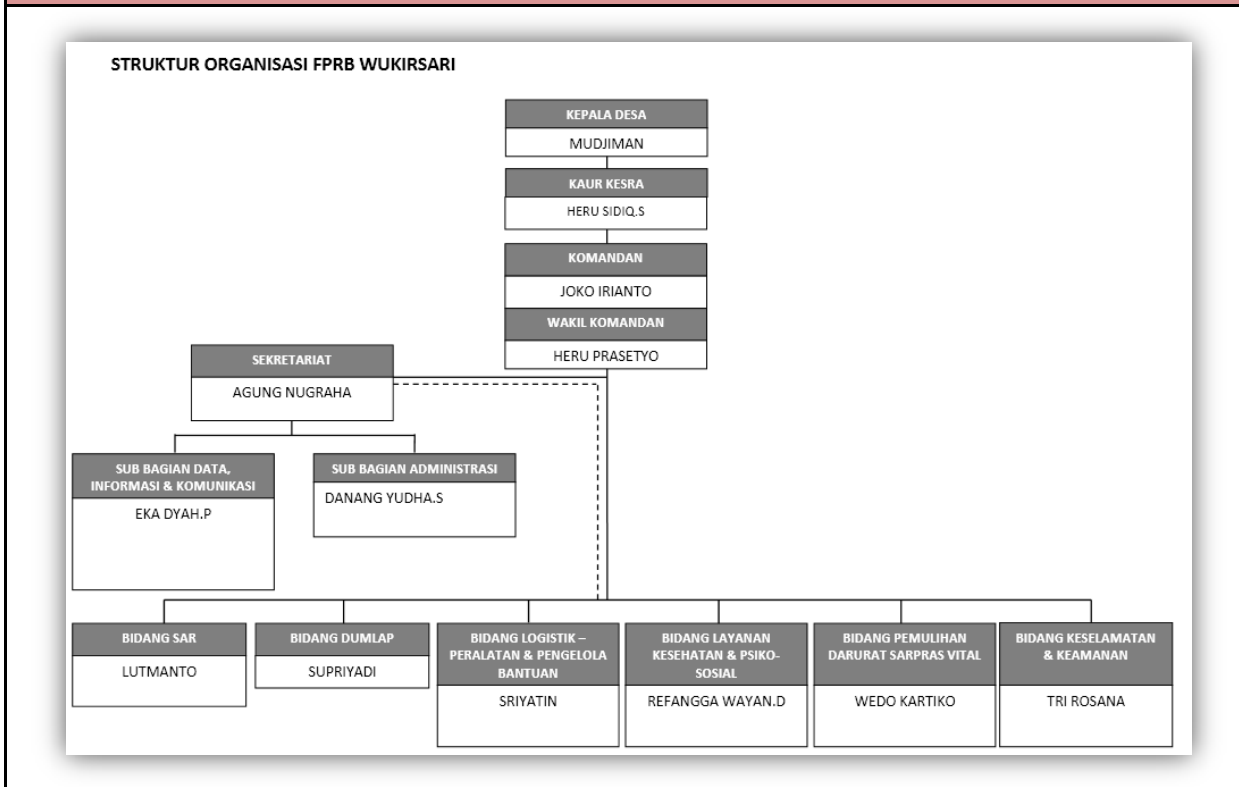 STRUKTUR ORGANISASI FPRB WUKIRSARI
KEPALA DESA
MUDJIMAN
KAUR KESRA
HERU SIDIQ.S
KOMANDAN
JOKO IRIANTO
WAKIL KOMANDAN
HERU PRASETYO
SEKRETARIAT
AGUNG NUGRAHA
SUB BAGIAN DATA,
INFORMASI & KOMUNIKASI
EKA DYAH.P
SUB BAGIAN ADMINISTRASI
DANANG YUDHA.S
BIDANG SAR
LUTMANTO
BIDANG DUMLAP
SUPRIYADI
BIDANG LOGISTIK –
PERALATAN & PENGELOLA
BANTUAN
SRIYATIN
BIDANG LAYANAN
KESEHATAN & PSIKO-
SOSIAL
REFANGGA WAYAN.D
BIDANG PEMULIHAN
DARURAT SARPRAS VITAL
WEDO KARTIKO
BIDANG KESELAMATAN
& KEAMANAN
TRI ROSANA